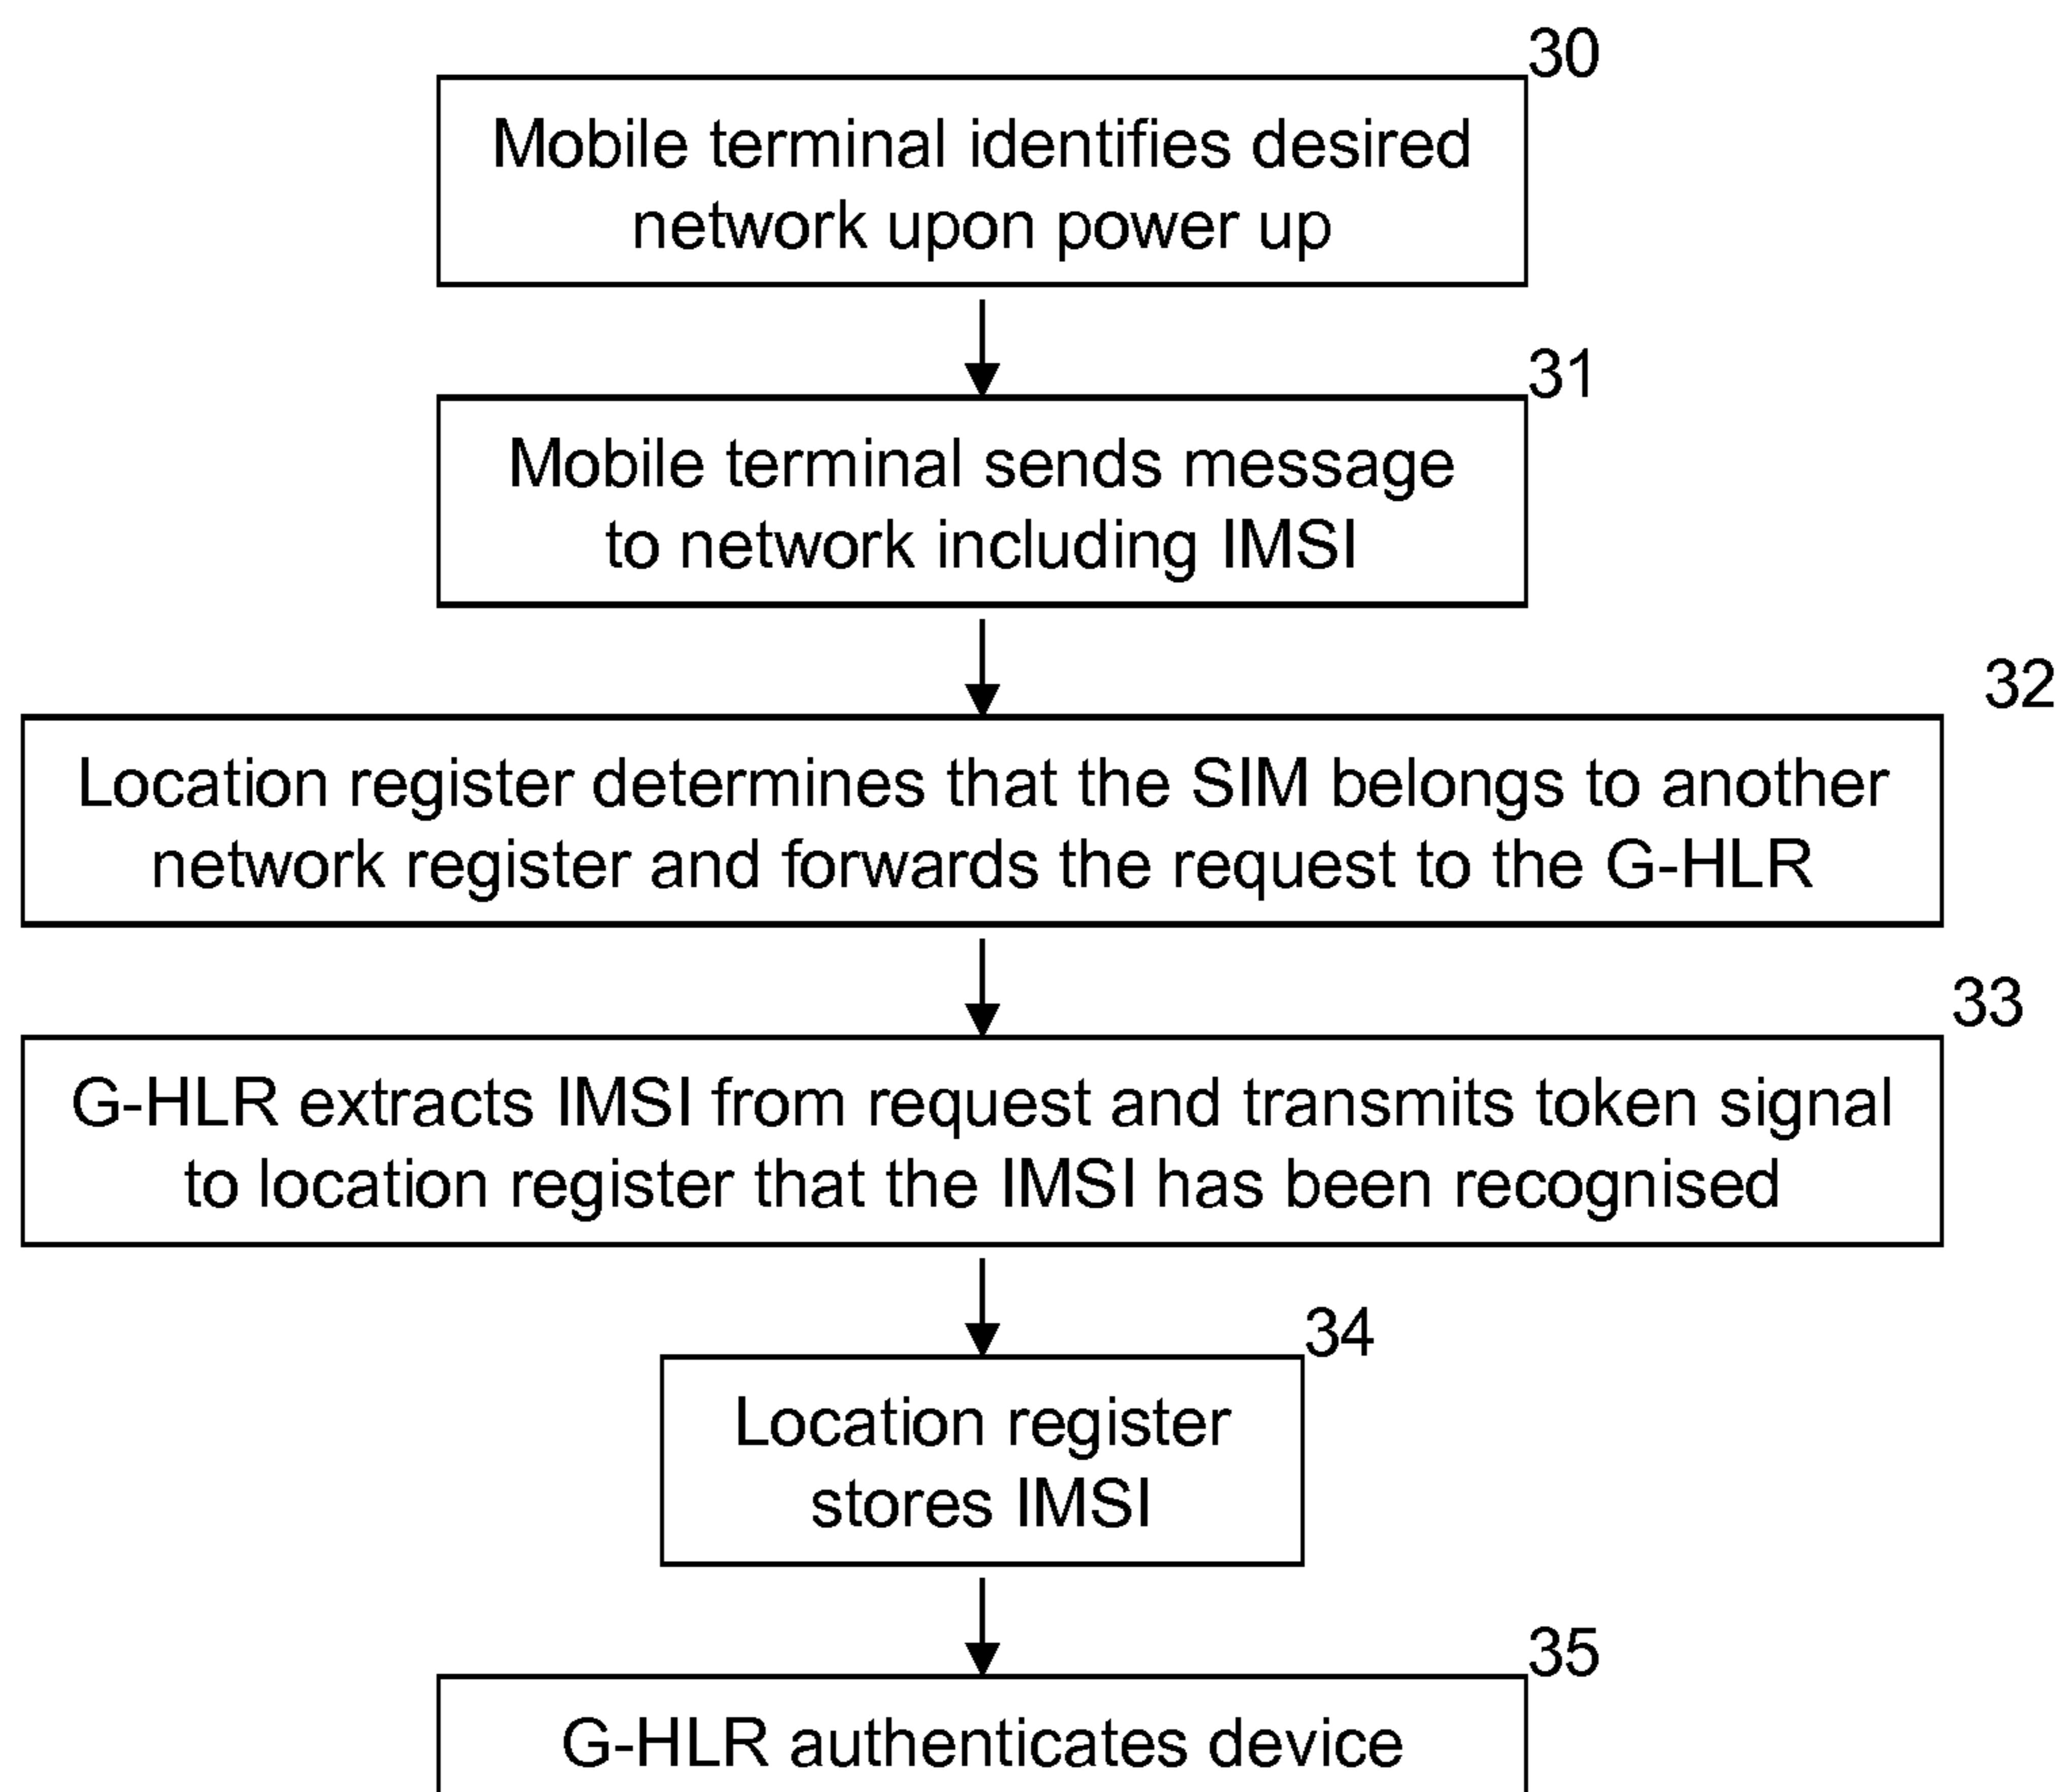 30
Mobile terminal identifies desired
network upon power up
31
Mobile terminal sends message
to network including IMSI
32
Location register determines that the SIM belongs to another
network register and forwards the request to the G-HLR
33
G-HLR extracts IMSI from request and transmits token signal
to location register that the IMSI has been recognised
34
Location register
stores IMSI
35
G-HLR authenticates device